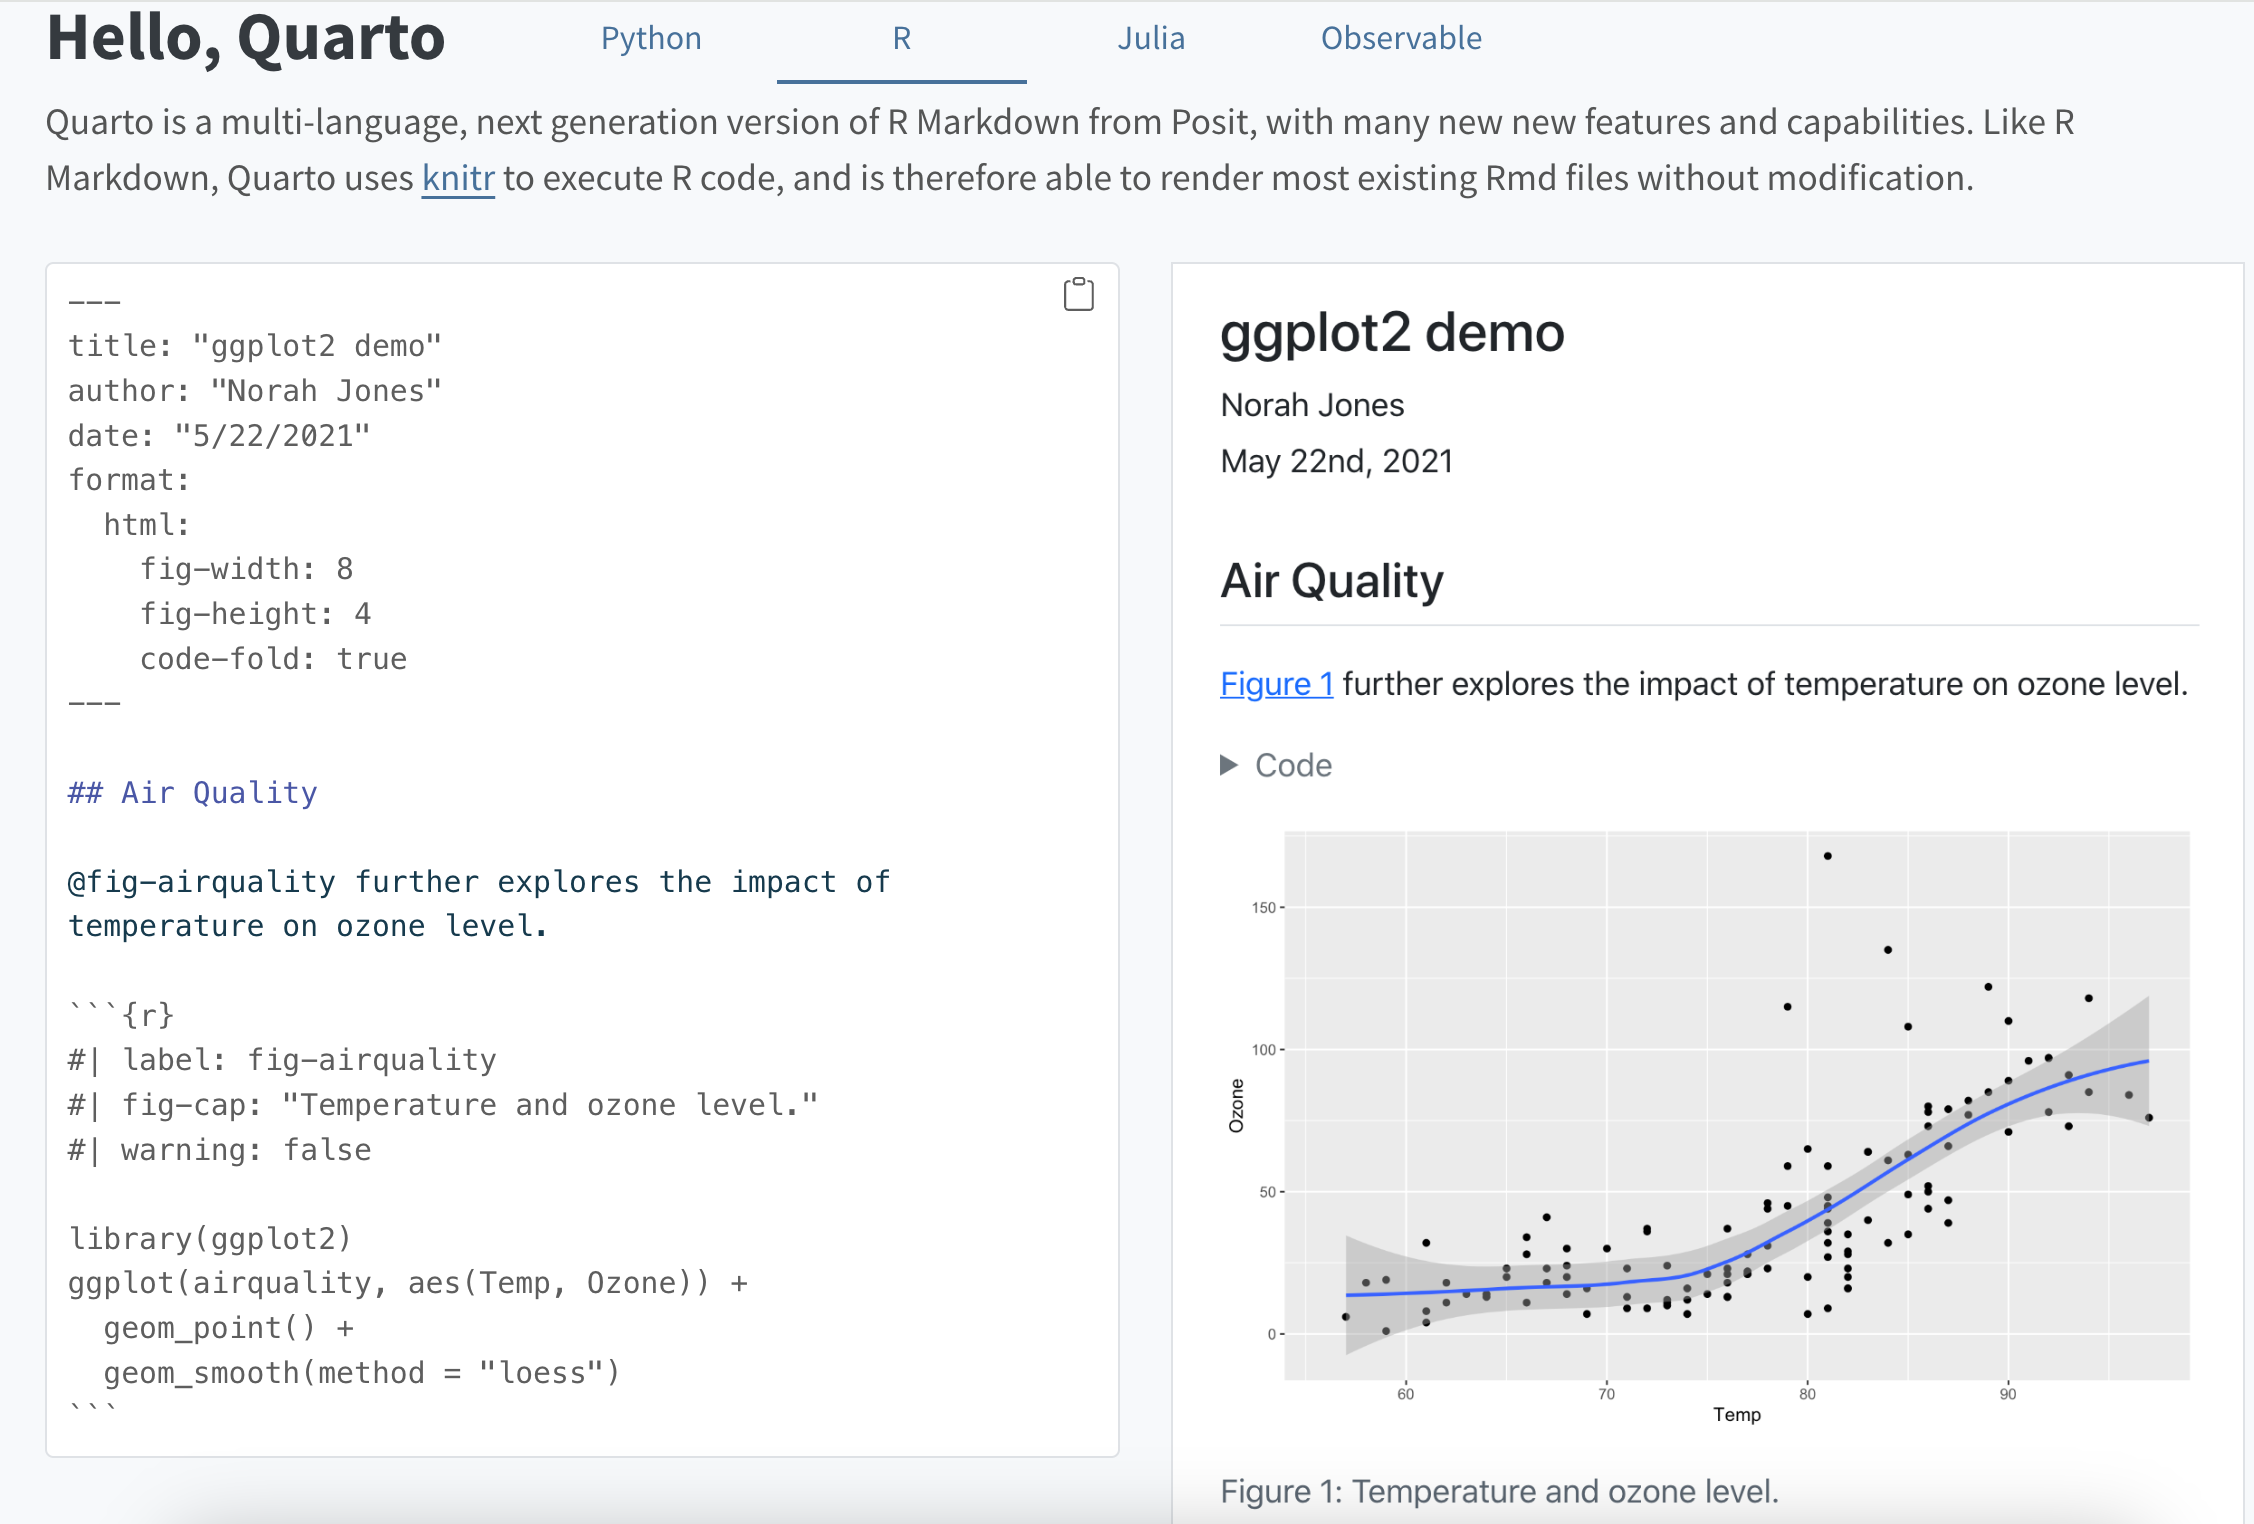 Hello, Quarto
Python
R
Julia
Observable
Quarto is a multi-language, next generation version of R Markdown from Posit, with many new new features and capabilities. Like R
Markdown, Quarto uses knitr to execute R code, and is therefore able to render most existing Rmd files without modification.
---
title: "ggplot2 demo"
author: "Norah Jones"
date: "5/22/2021"
format:
  html:
    fig-width: 8
    fig-height: 4
    code-fold: true
---
## Air Quality
@fig-airquality further explores the impact of
temperature on ozone level.
```{r}
#| label: fig-airquality
#| fig-cap: "Temperature and ozone level."
#| warning: false
library(ggplot2)
ggplot(airquality, aes(Temp, Ozone)) +
  geom_point() +
  geom_smooth(method = "loess")
```
ggplot2 demo
Norah Jones
May 22nd, 2021
Air Quality
Figure 1 further explores the impact of temperature on ozone level.
Code
150
100
50
0
Ozone
60
70
80
90
Temp
Figure 1: Temperature and ozone level.